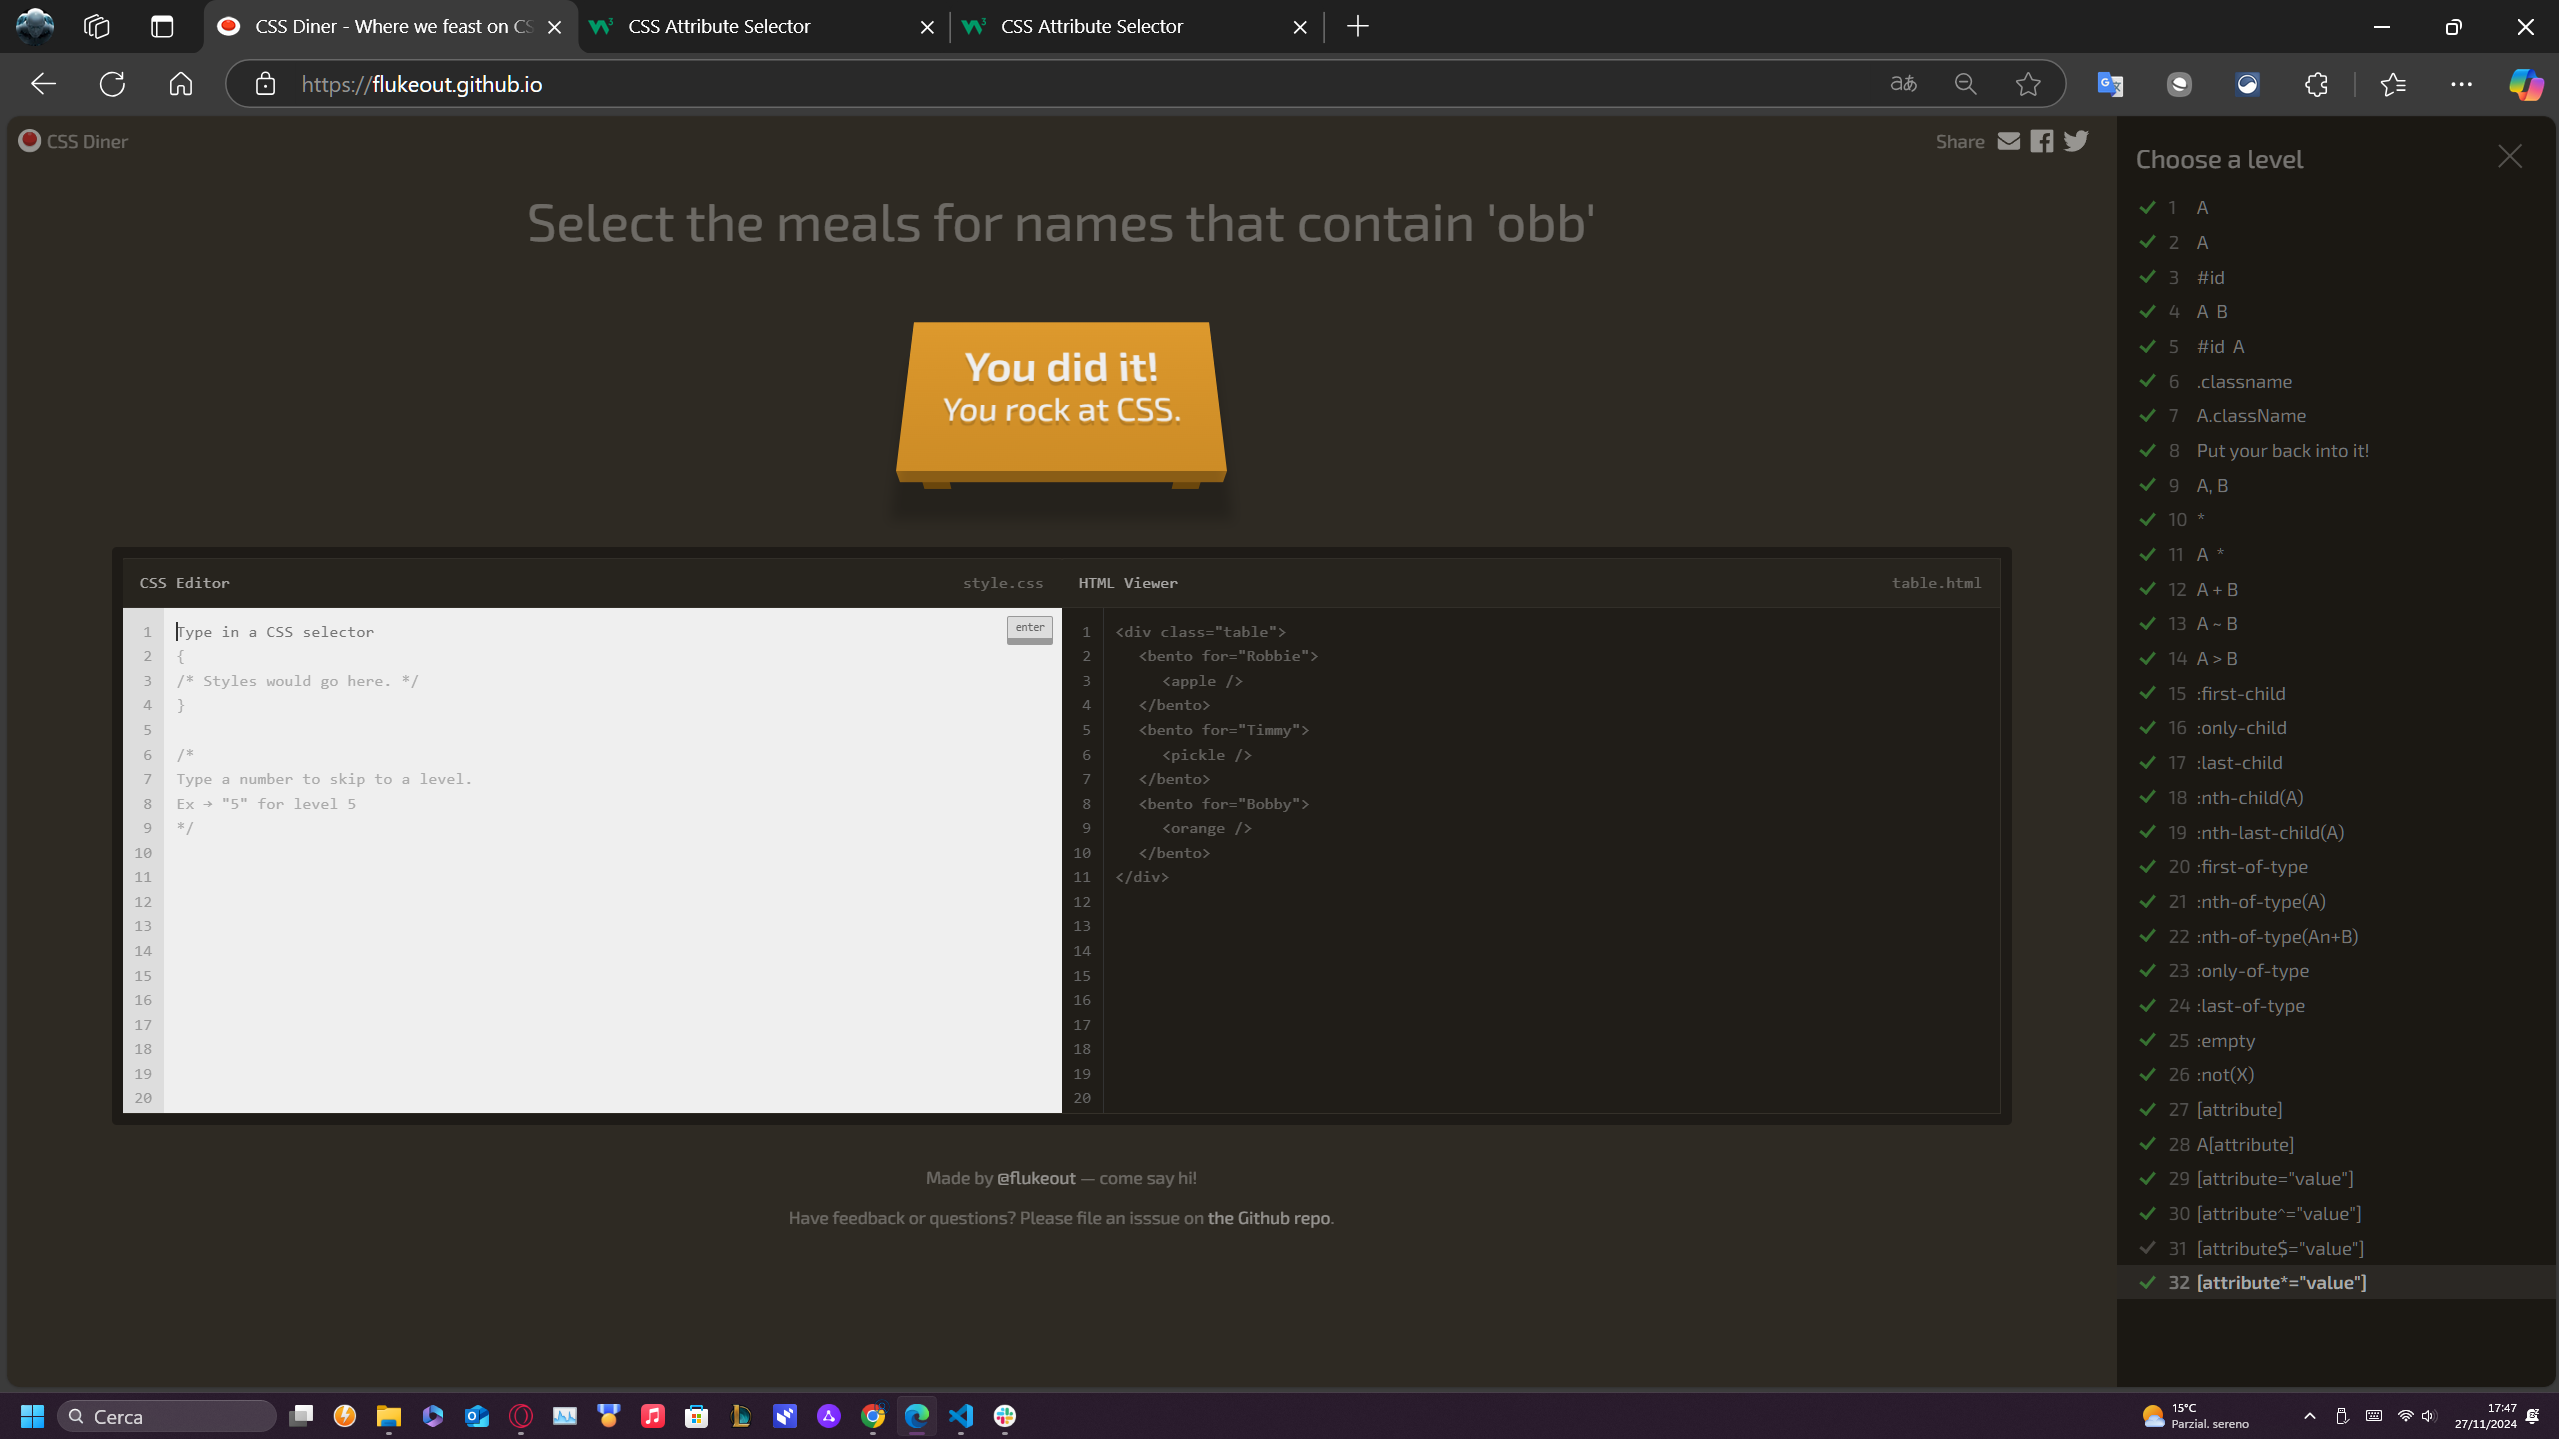 CSS Diner - Where we feast on CS
CSS Attribute Selector
CSS Attribute Selector
https://flukeout.github.io
CSS Diner
Share
Select the meals for names that contain 'obb'
You did it!
You rock at CSS.
CSS Editor
style.css
HTML Viewer
table.html
1 Type in a CSS selector
enter
2 {
3 /* Styles would go here. */
4 }
5
6 /*
7 Type a number to skip to a level.
8 Ex → "5" for level 5
9 */
10
11
12
13
14
15
16
17
18
19
20
1 <div class="table">
2 <bento for="Robbie">
3 <apple />
4 </bento>
5 <bento for="Timmy">
6 <pickle />
7 </bento>
8 <bento for="Bobby">
9 <orange />
10 </bento>
11 </div>
12
13
14
15
16
17
18
19
20
Made by @flukeout — come say hi!
Have feedback or questions? Please file an isssue on the Github repo.
Choose a level
1 A
2 A
3 #id
4 A B
5 #id A
6 .classname
7 A.className
8 Put your back into it!
9 A, B
10 *
11 A *
12 A + B
13 A ~ B
14 A > B
15 :first-child
16 :only-child
17 :last-child
18 :nth-child(A)
19 :nth-last-child(A)
20 :first-of-type
21 :nth-of-type(A)
22 :nth-of-type(An+B)
23 :only-of-type
24 :last-of-type
25 :empty
26 :not(X)
27 [attribute]
28 A[attribute]
29 [attribute="value"]
30 [attribute^="value"]
31 [attribute$="value"]
32 [attribute*="value"]
Cerca
15°C
Parzial. sereno
17:47
27/11/2024